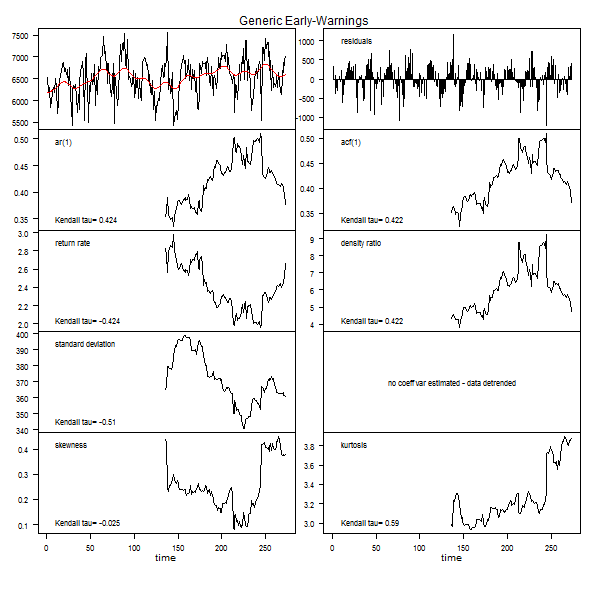 Generic Early-Warnings
7500
7000
6500
6000
5500
residuals
1000
500
0
-500
-1000
ar(1)
0.50
0.45
0.40
0.35
Kendall tau= 0.424
acf(1)
0.50
0.45
0.40
0.35
Kendall tau= 0.422
return rate
3.0
2.8
2.6
2.4
2.2
2.0
Kendall tau= -0.424
density ratio
9
8
7
6
5
4
Kendall tau= 0.422
standard deviation
400
390
380
370
360
350
340
Kendall tau= -0.51
no coeff var estimated - data detrended
skewness
0.4
0.3
0.2
0.1
Kendall tau= -0.025
0 50 100 150 200 250
time
kurtosis
3.8
3.6
3.4
3.2
3.0
Kendall tau= 0.59
0 50 100 150 200 250
time